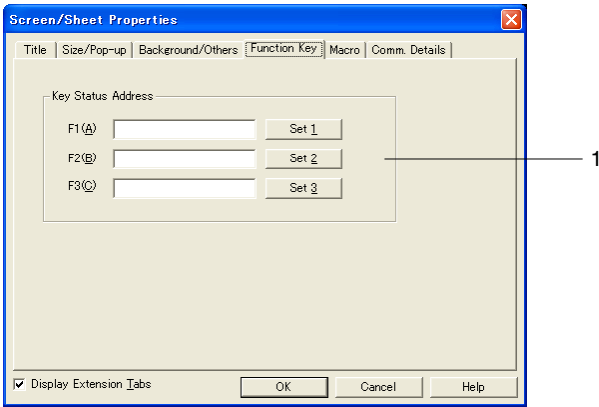 Screen/Sheet Properties
Title Size/Pop-up Background/Others Function Key Macro Comm. Details
Key Status Address
F1(A) Set 1
1
F2(B) Set 2
F3(C) Set 3
Display Extension Tabs OK Cancel Help